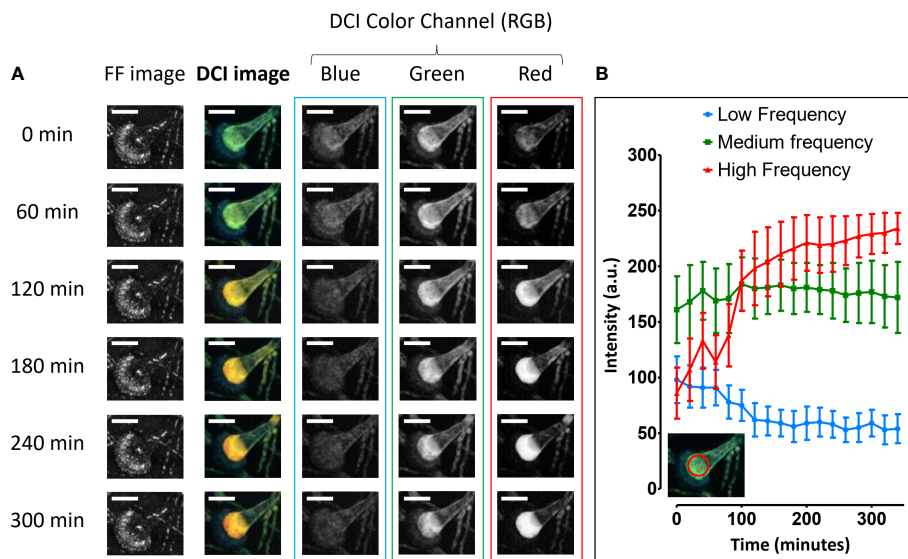 DCI Color Channel (RGB)
A
FF image DCI image Blue Green Red
0 min
60 min
120 min
180 min
240 min
300 min
B
Low Frequency
Medium frequency
High Frequency
300
250
200
150
100
50
0
Intensity (a.u.)
0 100 200 300
Time (minutes)